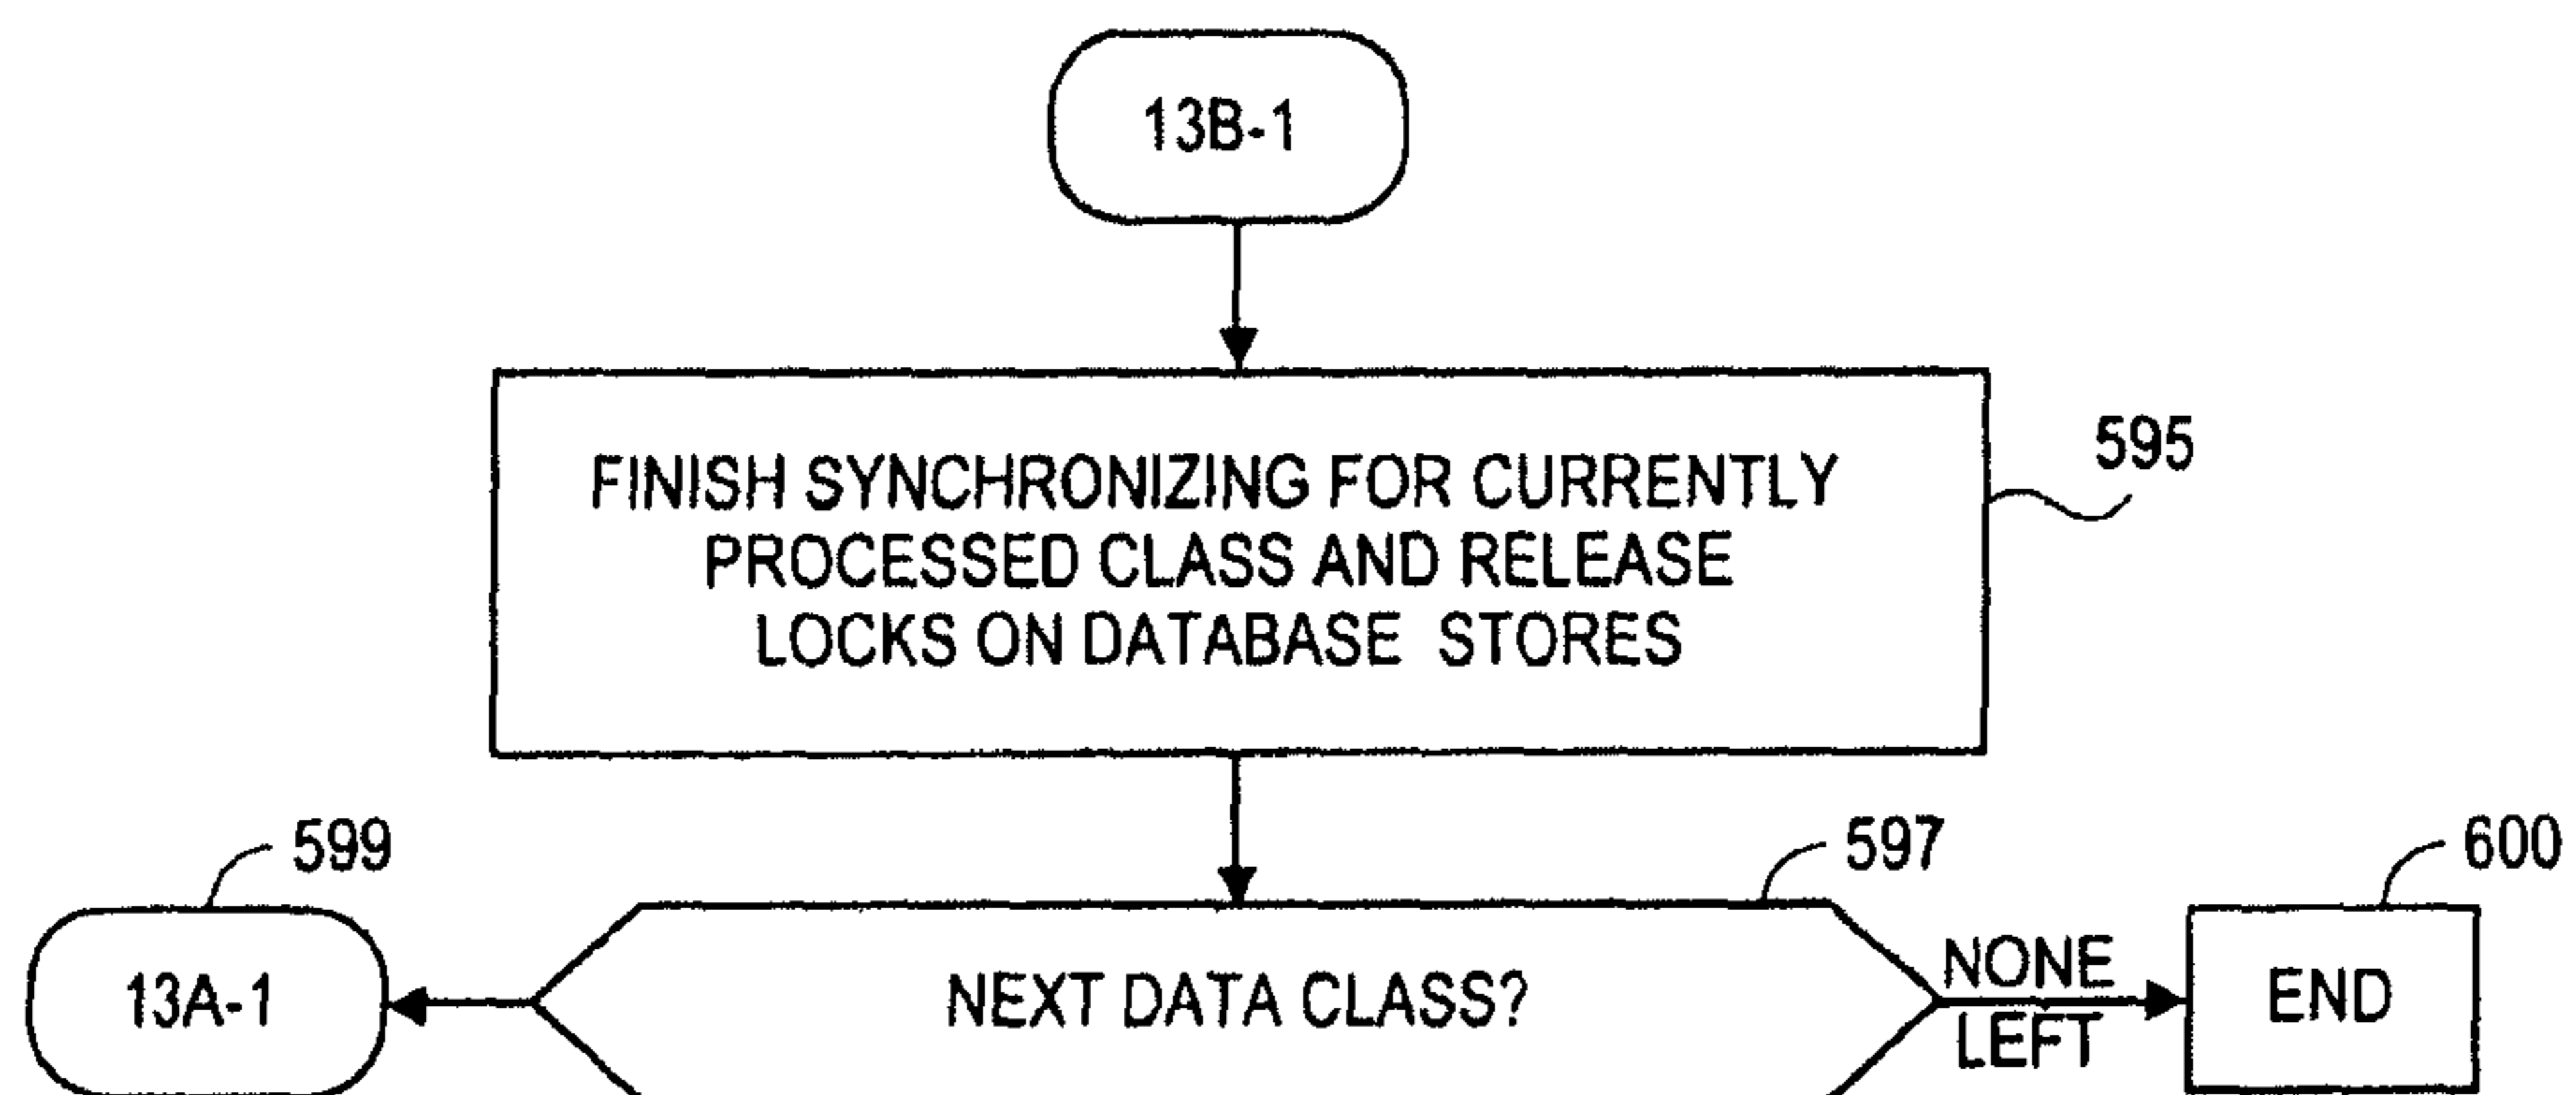 13B-1
FINISH SYNCHRONIZING FOR CURRENTLY
PROCESSED CLASS AND RELEASE
LOCKS ON DATABASE STORES
595
599
597
600
13A-1
NEXT DATA CLASS?
NONE
LEFT
END